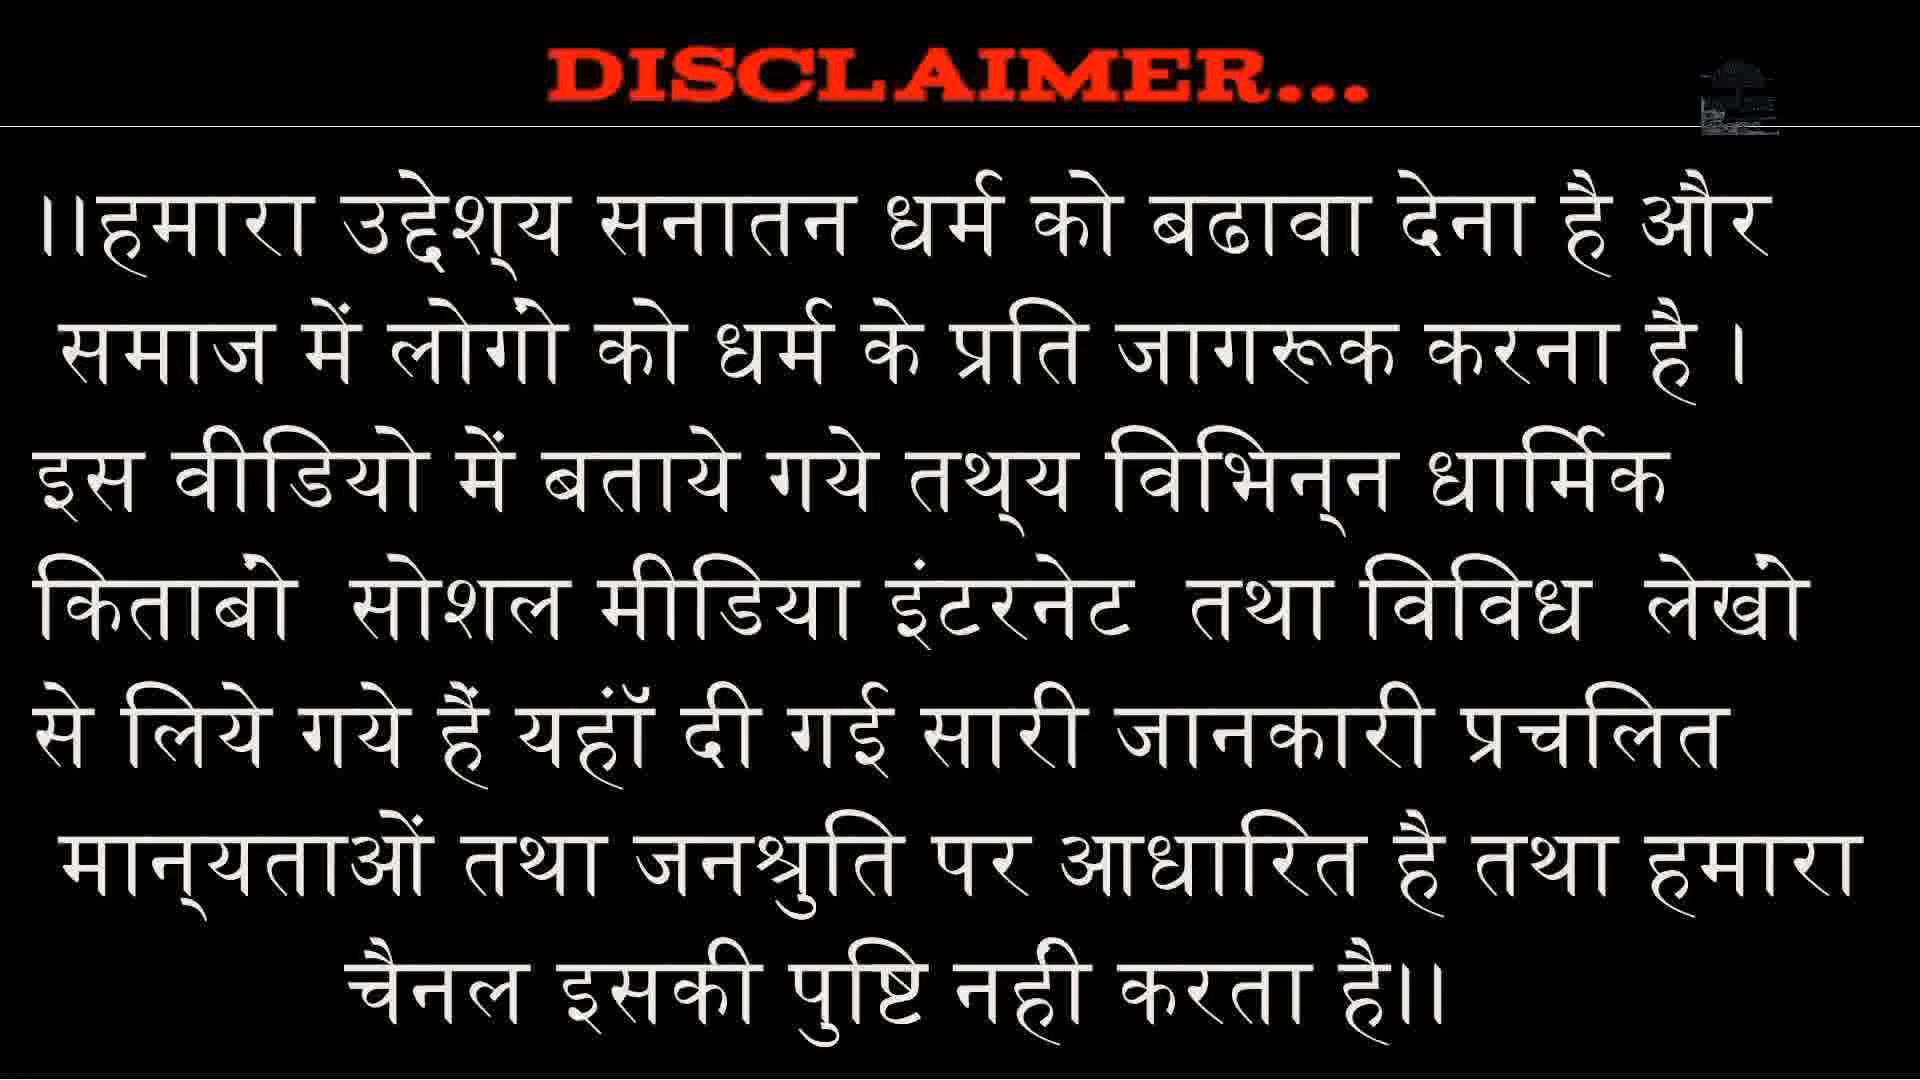 DISCLAIMER...
।।हमारा उद्देश्य सनातन धर्म को बढावा देना है और
समाज में लोगों को धर्म के प्रति जागरूक करना है ।
इस वीडियो में बताये गये तथ्य विभिन्न धार्मिक
किताबों सोशल मीडिया इंटरनेट तथा विविध लेखों
से लिये गये हैं यहांॅ दी गई सारी जानकारी प्रचलित
मान्यताओं तथा जनश्रुति पर आधारित है तथा हमारा
चैनल इसकी पुष्टि नहीं करता है।।